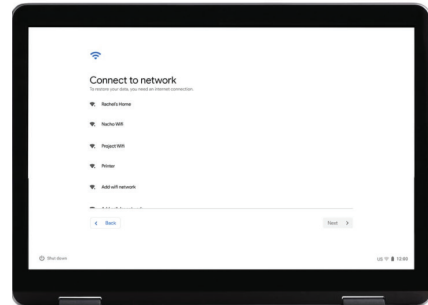 Connect to network
To restore your data, you need an internet connection.
Rachel's Home
Nacho Wifi
Project Wifi
Printer
Add wifi network
Back
Next
Shut down
US